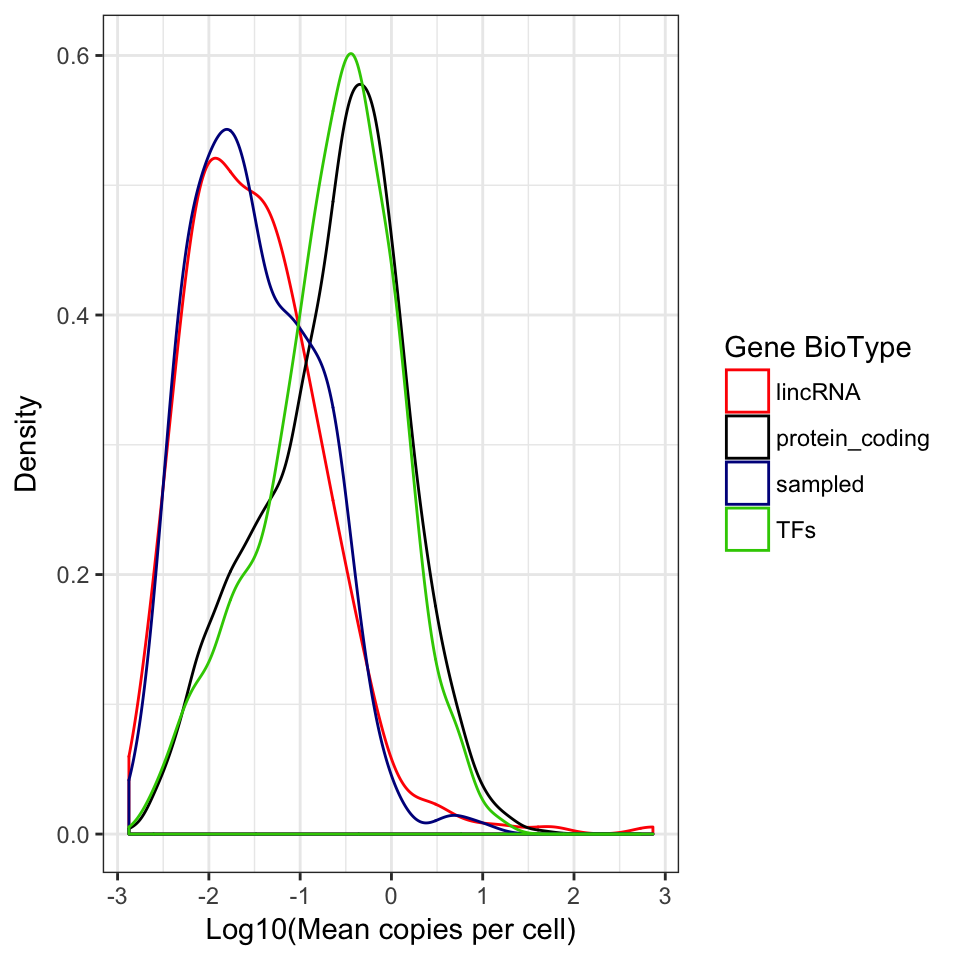 Density
0.6
0.4
0.2
0.0
-3 -2 -1 0 1 2 3
Log10(Mean copies per cell)
Gene BioType
lincRNA
protein_coding
sampled
TFs